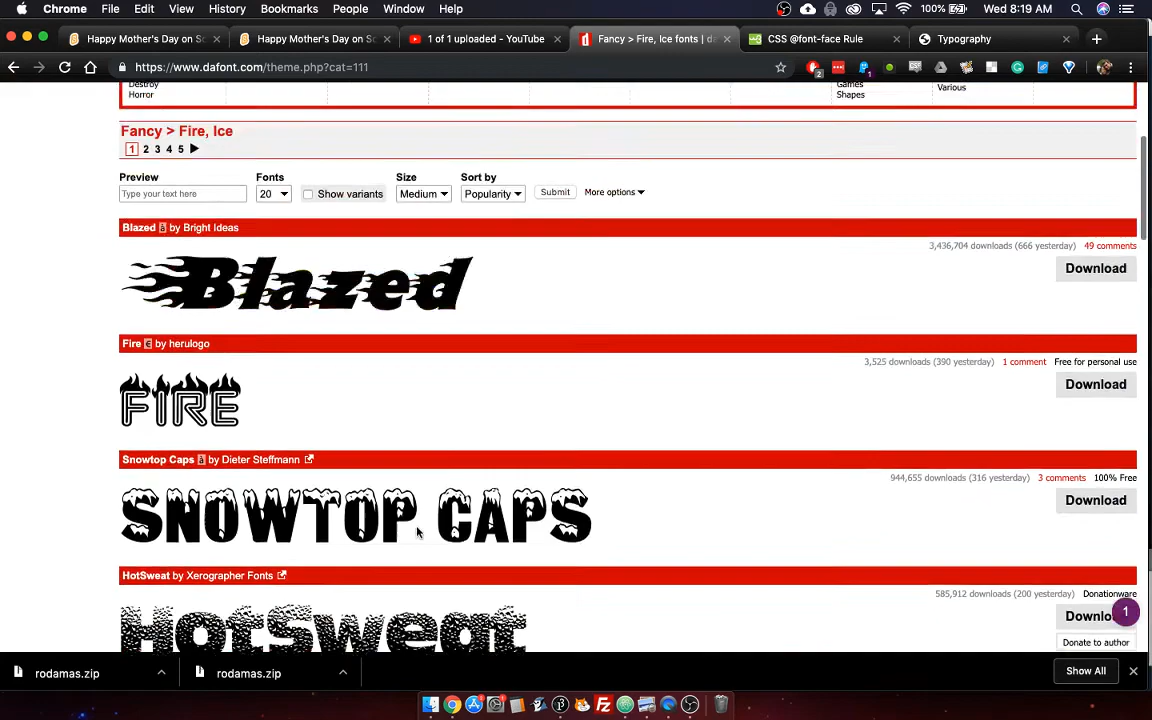 Chrome File Edit View History Bookmarks People Window Help 100% Wed 8:19 AM
Happy Mother's Day on Sc Happy Mother's Day on Sc 1 of 1 uploaded - YouTube Fancy > Fire, Ice fonts | da CSS @font-face Rule Typography
https://www.dafont.com/theme.php?cat=111
Destroy Games Various
Horror Shapes
Fancy > Fire, Ice
1 2 3 4 5
Preview Fonts Size Sort by
Type your text here 20 Show variants Medium Popularity Submit More options
Blazed à by Bright Ideas
3,436,704 downloads (666 yesterday) 49 comments
Blazed
Download
Fire € by herulogo
3,525 downloads (390 yesterday) 1 comment Free for personal use
FIRE
Download
Snowtop Caps à by Dieter Steffmann
944,655 downloads (316 yesterday) 3 comments 100% Free
SNOWTOP CAPS
Download
HotSweat by Xerographer Fonts
585,912 downloads (200 yesterday) Donationware
HotSweat
Downlo
1
Donate to author
rodamas.zip rodamas.zip Show All